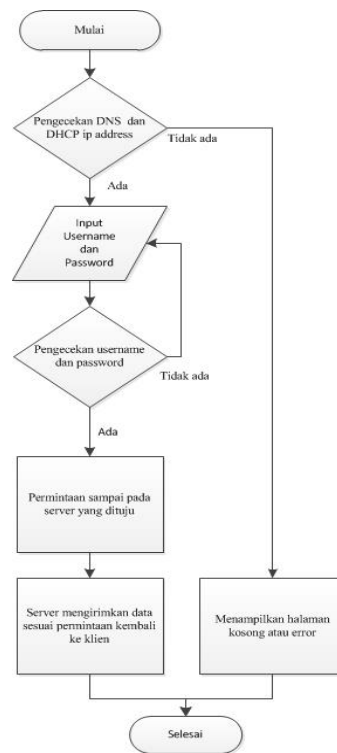 Mulai
Pengecekan DNS dan
DHCP ip address
Tidak ada
Ada
Input
Username
dan
Password
Pengecekan username
dan password
Tidak ada
Ada
Permintaan sampai pada
server yang dituju
Server mengirimkan data
sesuai permintaan kembali
ke klien
Menampilkan halaman
kosong atau error
Selesai